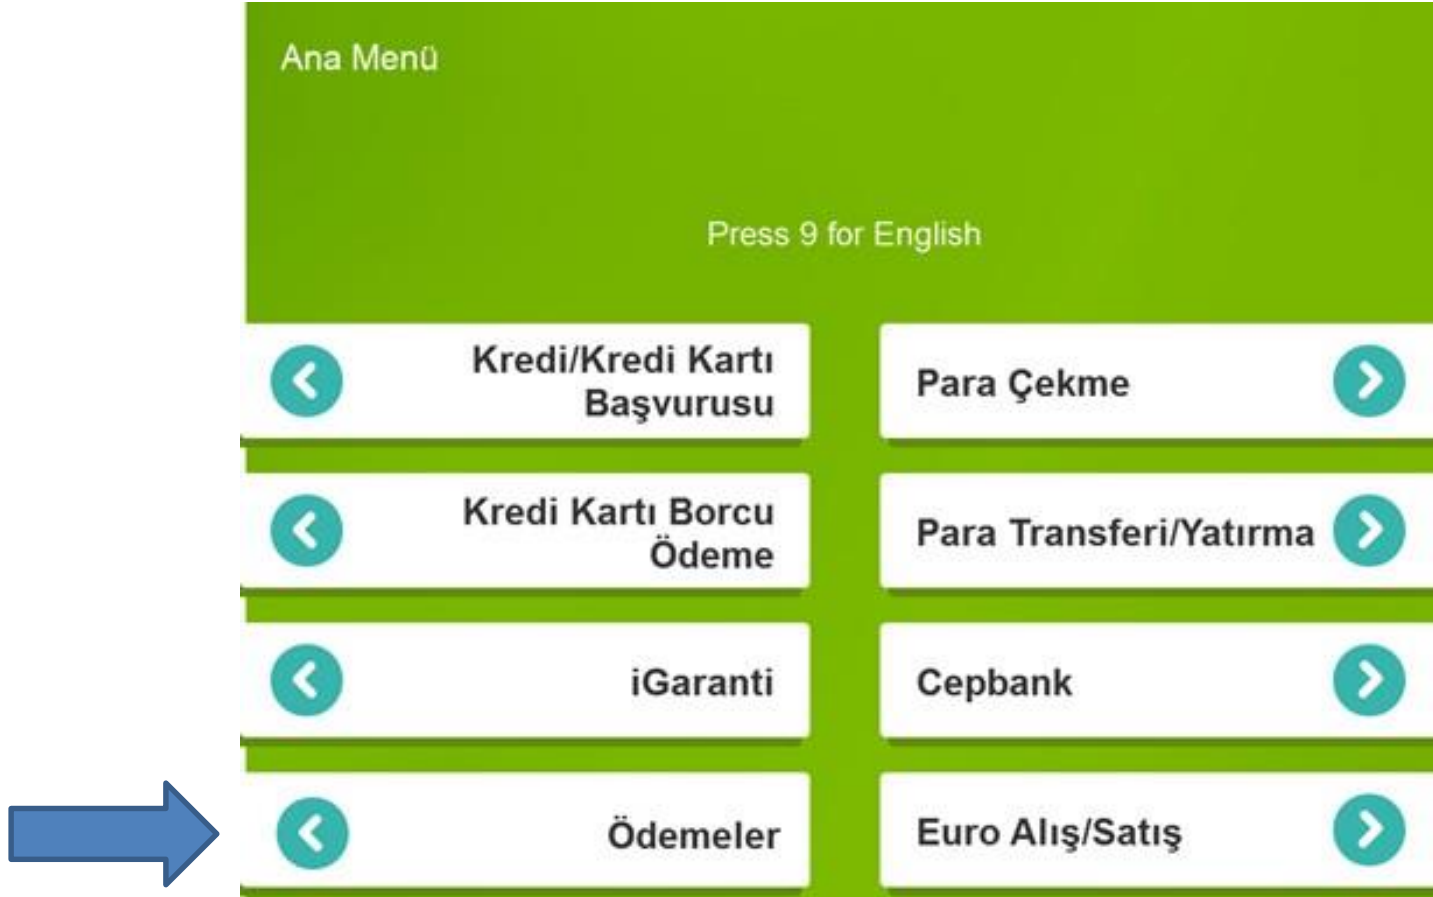 Ana Menü
Press 9 for English
Kredi/Kredi Kartı
Başvurusu
Para Çekme
Kredi Kartı Borcu
Ödeme
Para Transferi/Yatırma
iGaranti
Cepbank
Ödemeler
Euro Alış/Satış